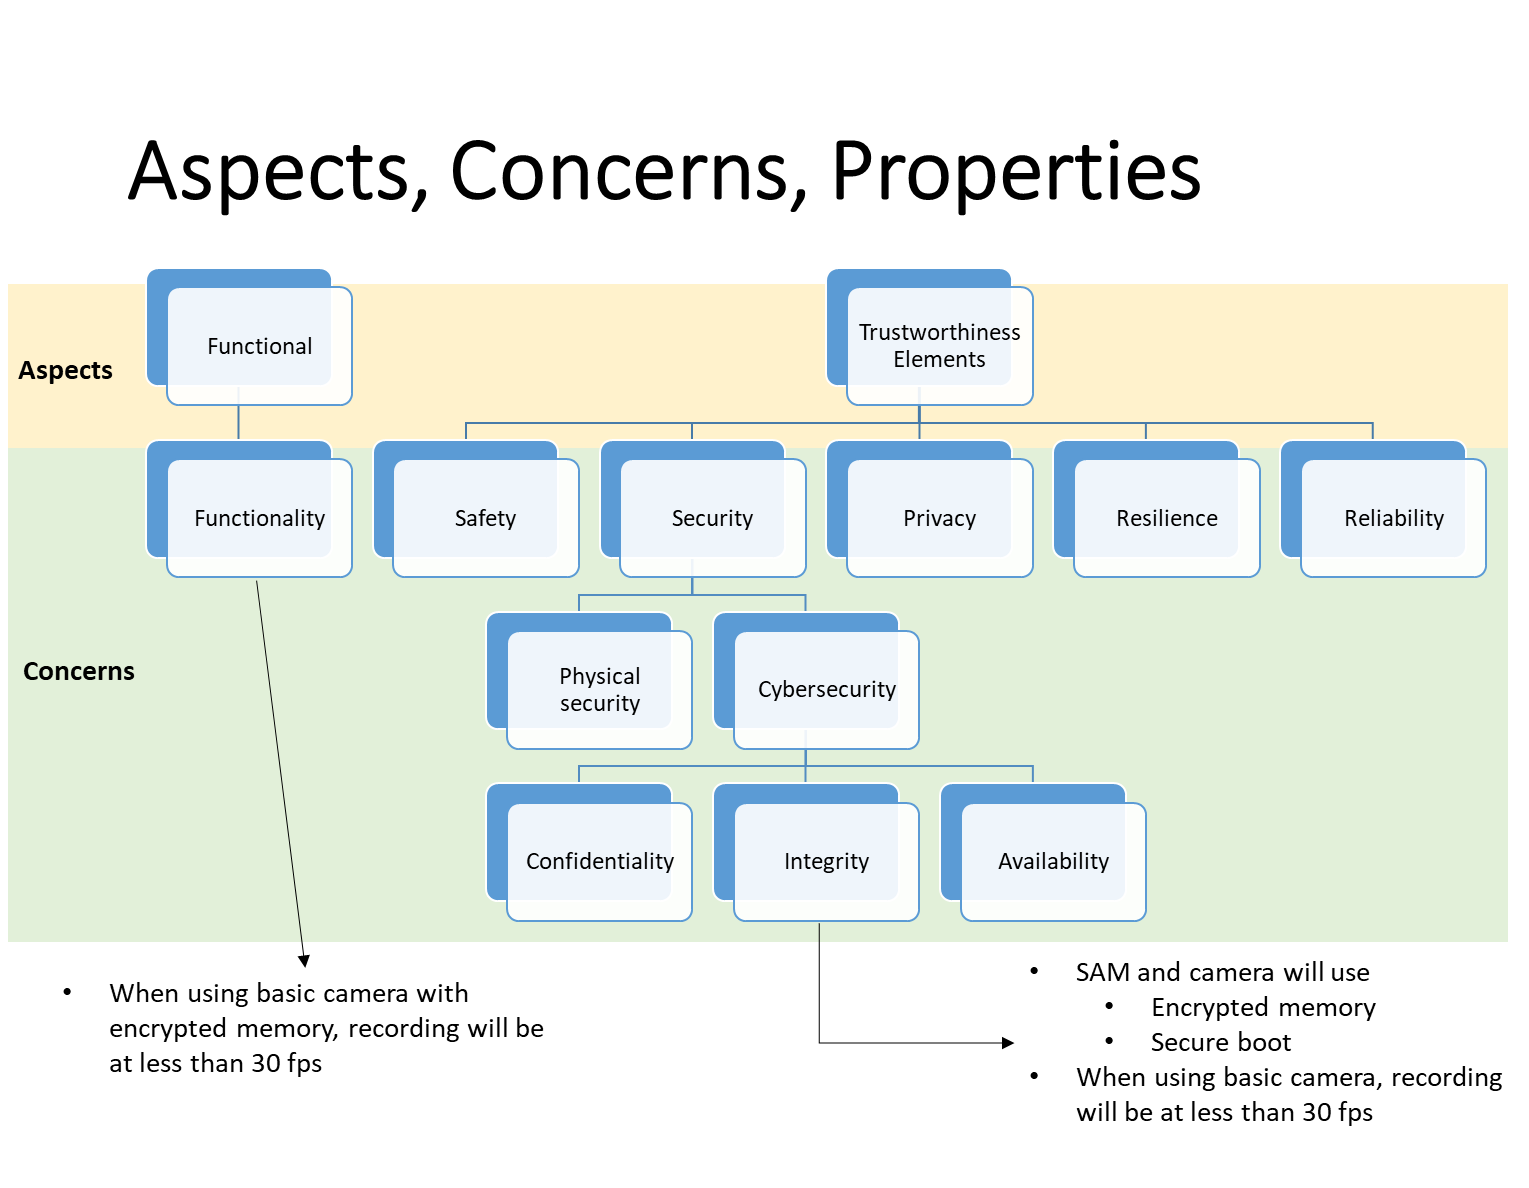 Aspects, Concerns, Properties
Aspects
Functional
Trustworthiness
Elements
Functionality
Safety
Security
Privacy
Resilience
Reliability
Concerns
Physical
security
Cybersecurity
Confidentiality
Integrity
Availability
• When using basic camera with
encrypted memory, recording will be
at less than 30 fps
• SAM and camera will use
• Encrypted memory
• Secure boot
• When using basic camera, recording
will be at less than 30 fps